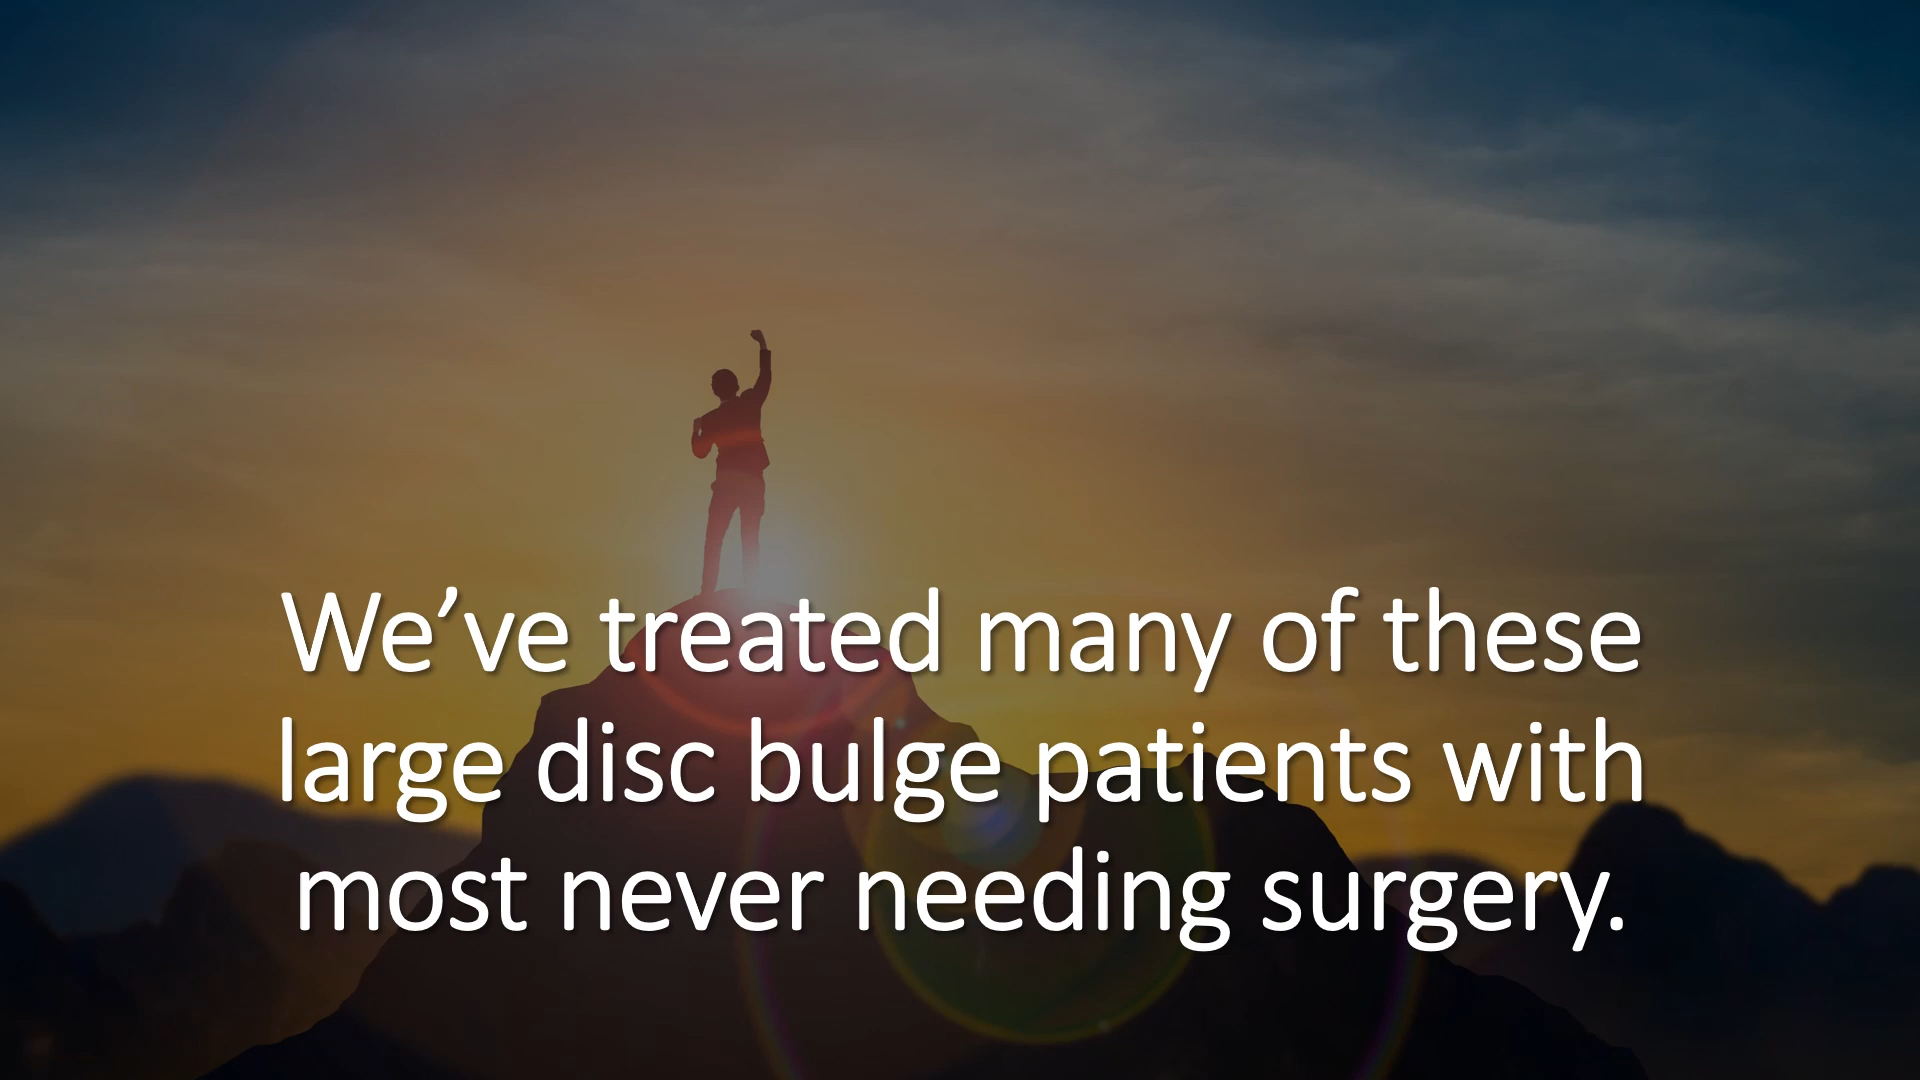 We’ve treated many of these
large disc bulge patients with
most never needing surgery.